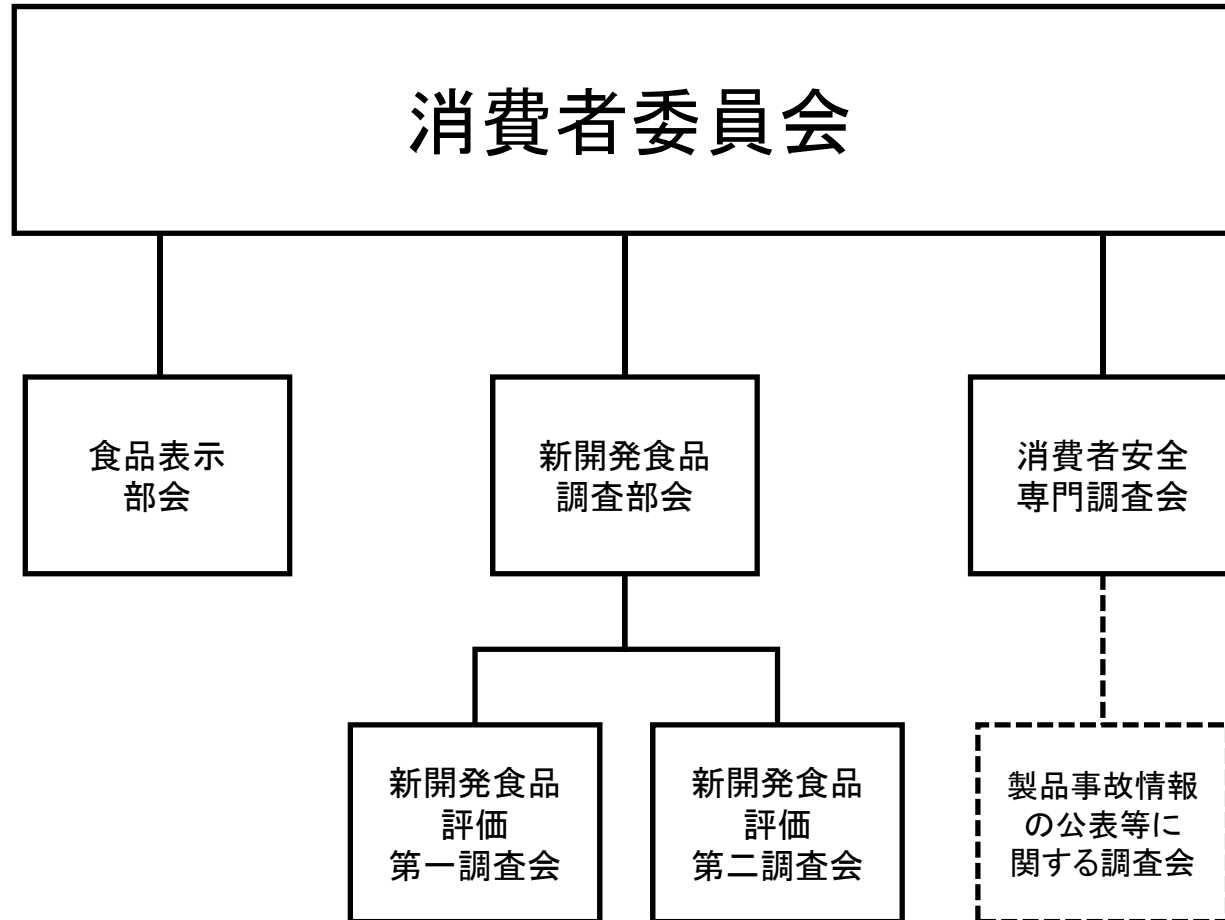 消費者委員会
食品表示
部会
新開発食品
調査部会
消費者安全
専門調査会
新開発食品
評価
第一調査会
新開発食品
評価
第二調査会
製品事故情報
の公表等に
関する調査会